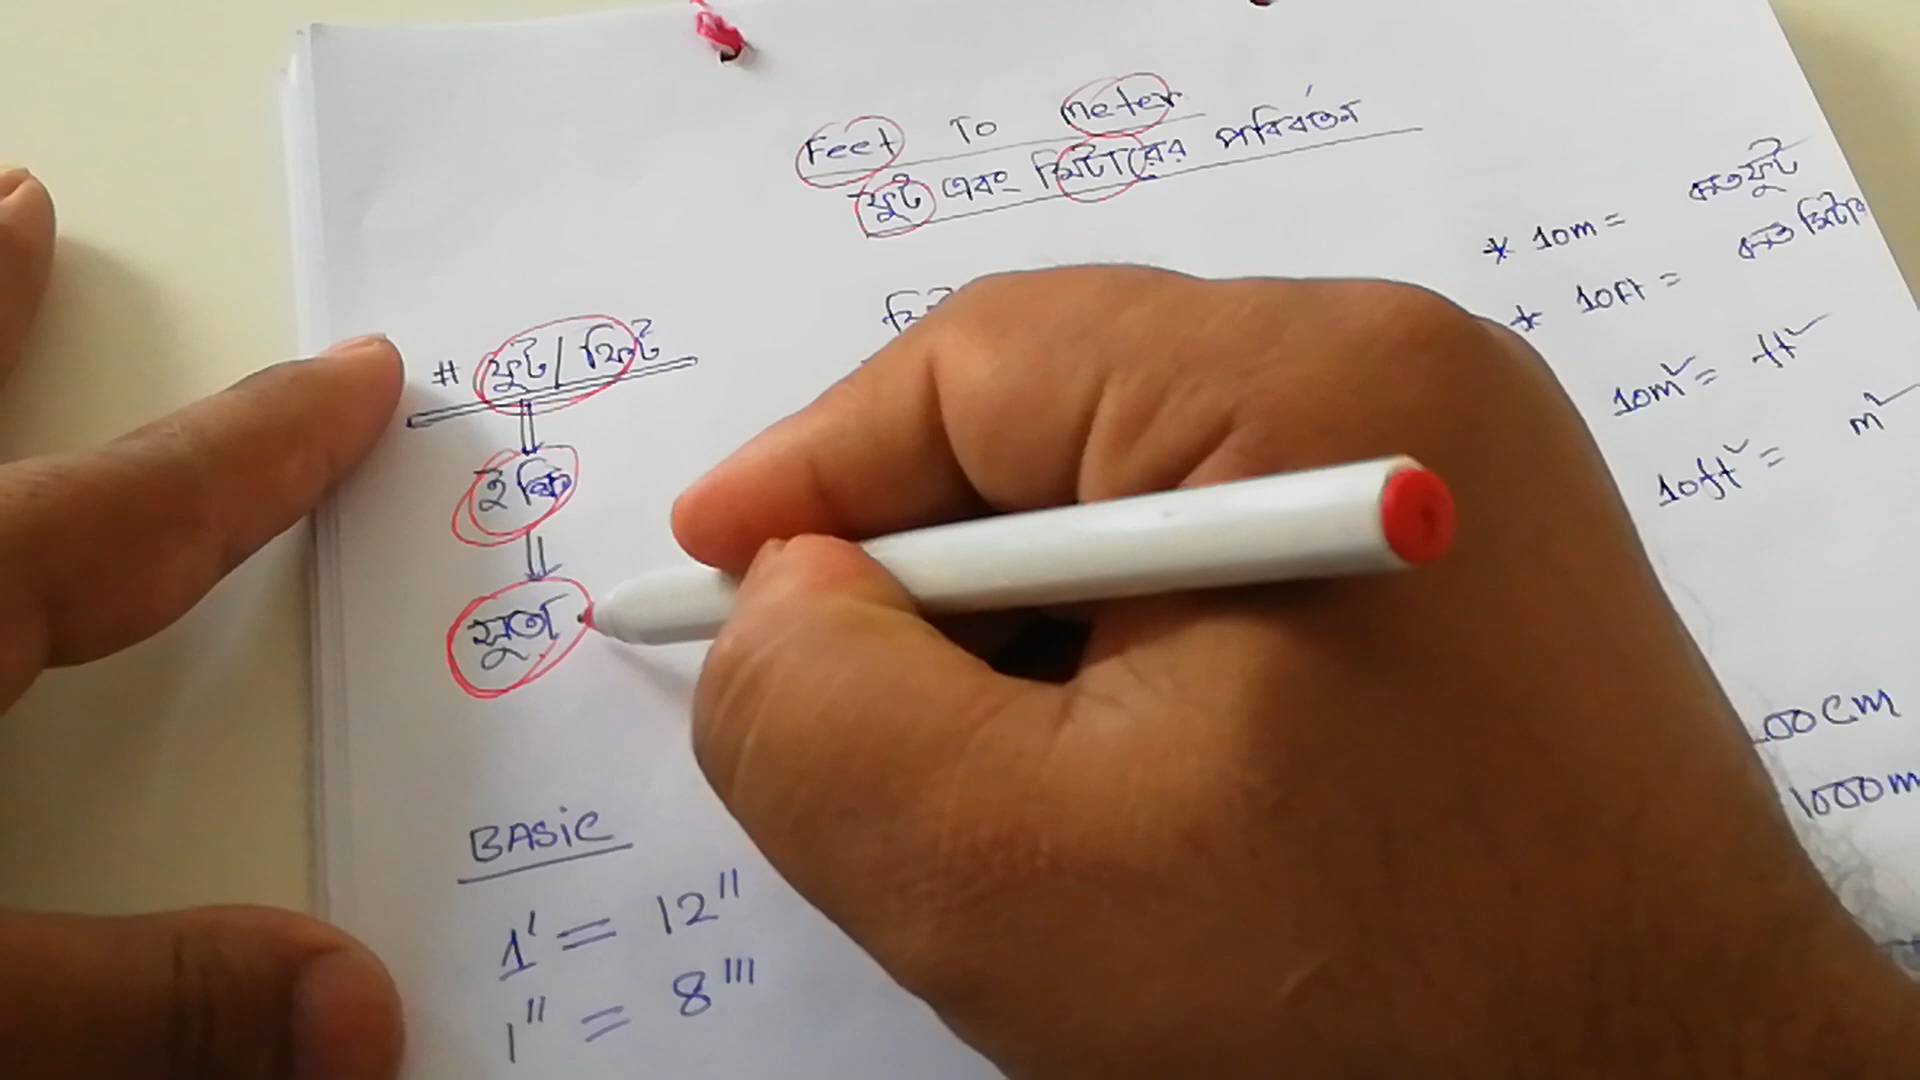 Feet To Meter
ফুট এবং মিটারের পরিবর্তন
# ফুট / ফিট
ইঞ্চি
সুতা
BASIC
1' = 12"
1" = 8'''
* 10m = কত ফুট
* 10ft = কত মিটার
10m² = ft²
10ft² = m²
00cm
1000m